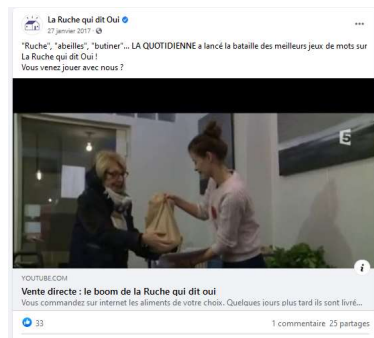 La Ruche qui dit Oui
27 janvier 2017 ·
"Ruche", "abeilles", "butiner"... LA QUOTIDIENNE a lancé la bataille des meilleurs jeux de mots sur
La Ruche qui dit Oui !
Vous venez jouer avec nous ?
5
YOUTUBE.COM
Vente directe : le boom de la Ruche qui dit oui
Vous commandez sur internet les aliments de votre choix. Quelques jours plus tard ils sont livré...
33
1 commentaire 25 partages